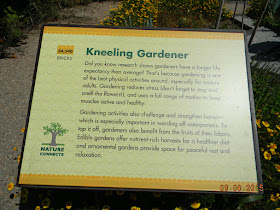 24,340
BRICKS
Kneeling Gardener
Did you know research shows gardeners have a longer life
expectancy than average? That's because gardening is one
of the best physical activities around, especially for mature
adults. Gardening reduces stress (don't forget to stop and
smell the flowers!), and uses a full range of motion to keep
muscles active and healthy.
Gardening activities also challenge and strengthen bones—
which is especially important in warding off osteoporosis. To
top it off, gardeners also benefit from the fruits of their labors.
Edible gardens offer nutrient-rich harvests for a healthier diet
and ornamental gardens provide space for peaceful rest and
relaxation.
NATURE
CONNECTS